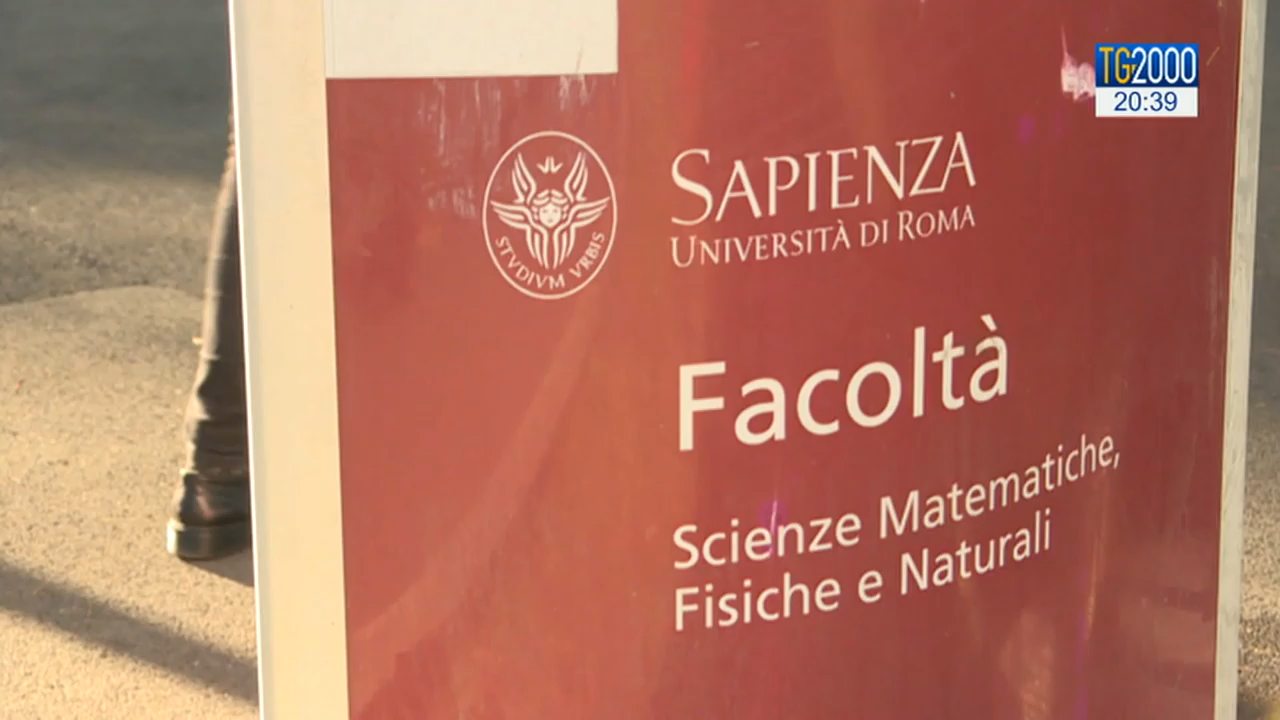 TG2000
20:39
SAPIENZA
UNIVERSITÀ DI ROMA
STVDIVM VRBIS
Facoltà
Scienze Matematiche,
Fisiche e Naturali